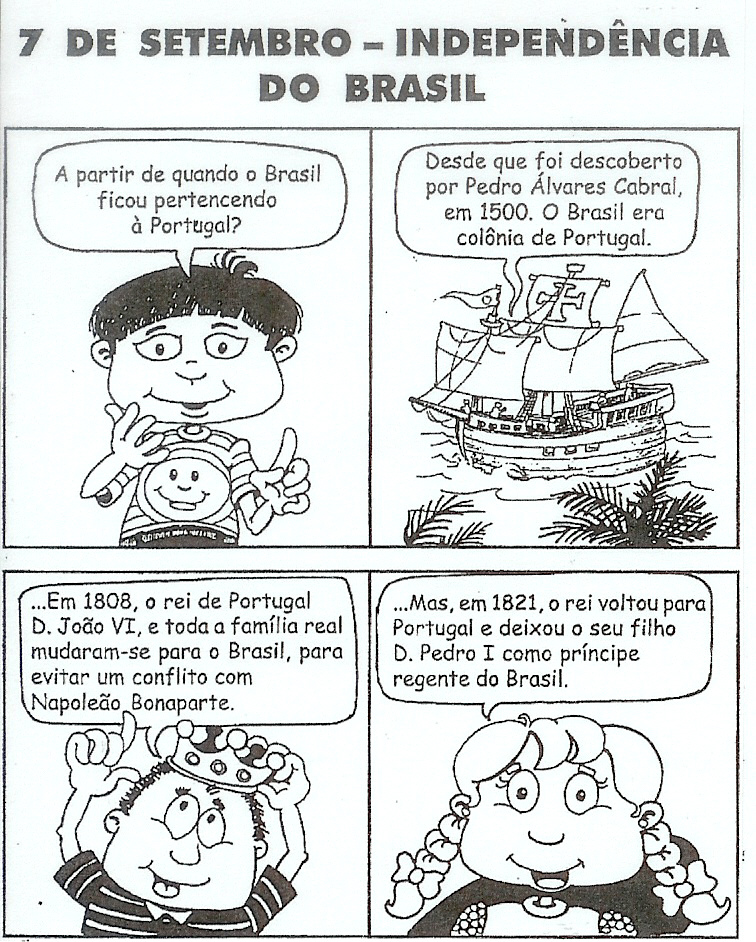 7 DE SETEMBRO – INDEPENDÊNCIA
DO BRASIL
A partir de quando o Brasil
ficou pertencendo
à Portugal?
Desde que foi descoberto
por Pedro Álvares Cabral,
em 1500. O Brasil era
colônia de Portugal.
...Em 1808, o rei de Portugal
D. João VI, e toda a família real
mudaram-se para o Brasil, para
evitar um conflito com
Napoleão Bonaparte.
...Mas, em 1821, o rei voltou para
Portugal e deixou o seu filho
D. Pedro I como príncipe
regente do Brasil.